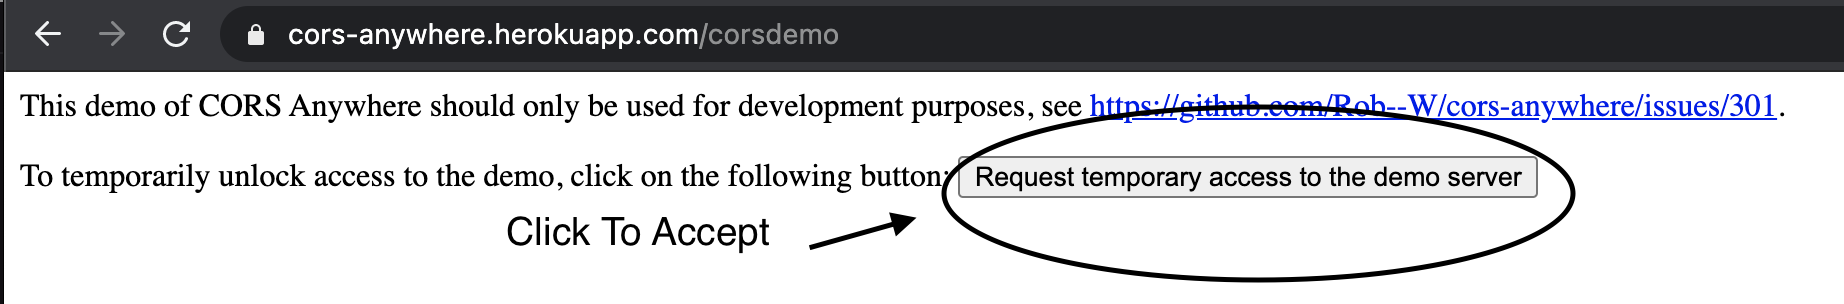 cors-anywhere.herokuapp.com/corsdemo
This demo of CORS Anywhere should only be used for development purposes, see https://github.com/Rob--W/cors-anywhere/issues/301.
To temporarily unlock access to the demo, click on the following button: Request temporary access to the demo server
Click To Accept